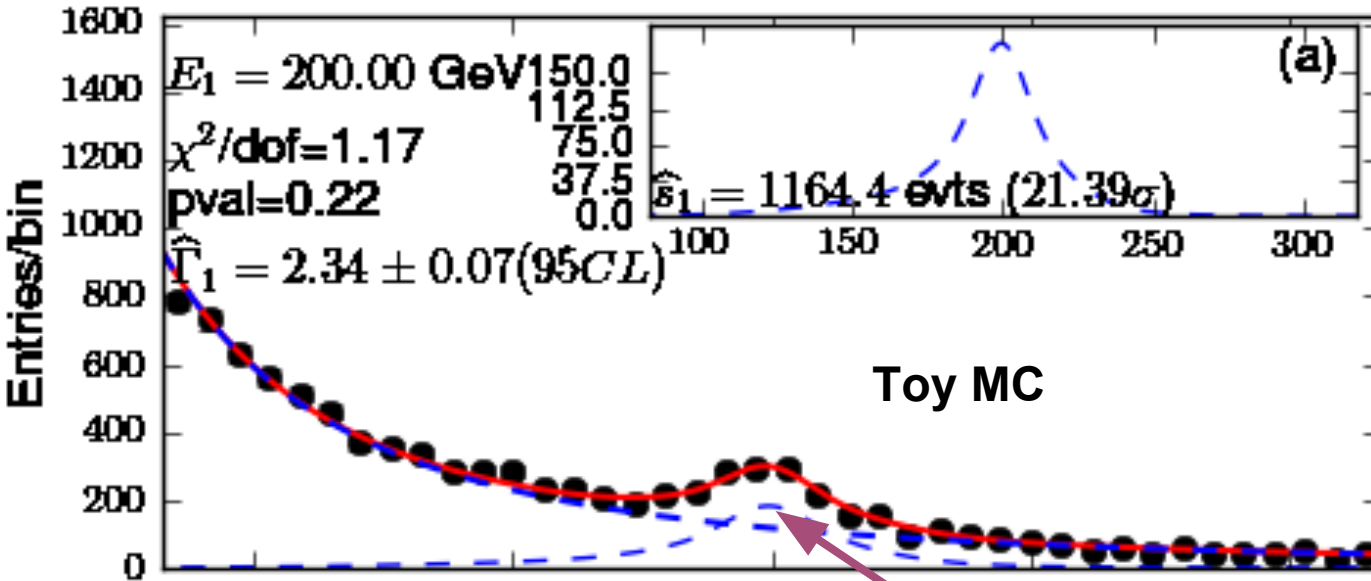 1600
1400
1200
1000
800
600
400
200
0
Entries/bin
E₁ = 200.00 GeV
χ²/dof=1.17
pval=0.22
Γ̂₁ = 2.34 ± 0.07(95CL)
150.0
112.5
75.0
37.5
0.0
(a)
ŝ₁ = 1164.4 evts (21.39σ)
100 150 200 250 300
Toy MC